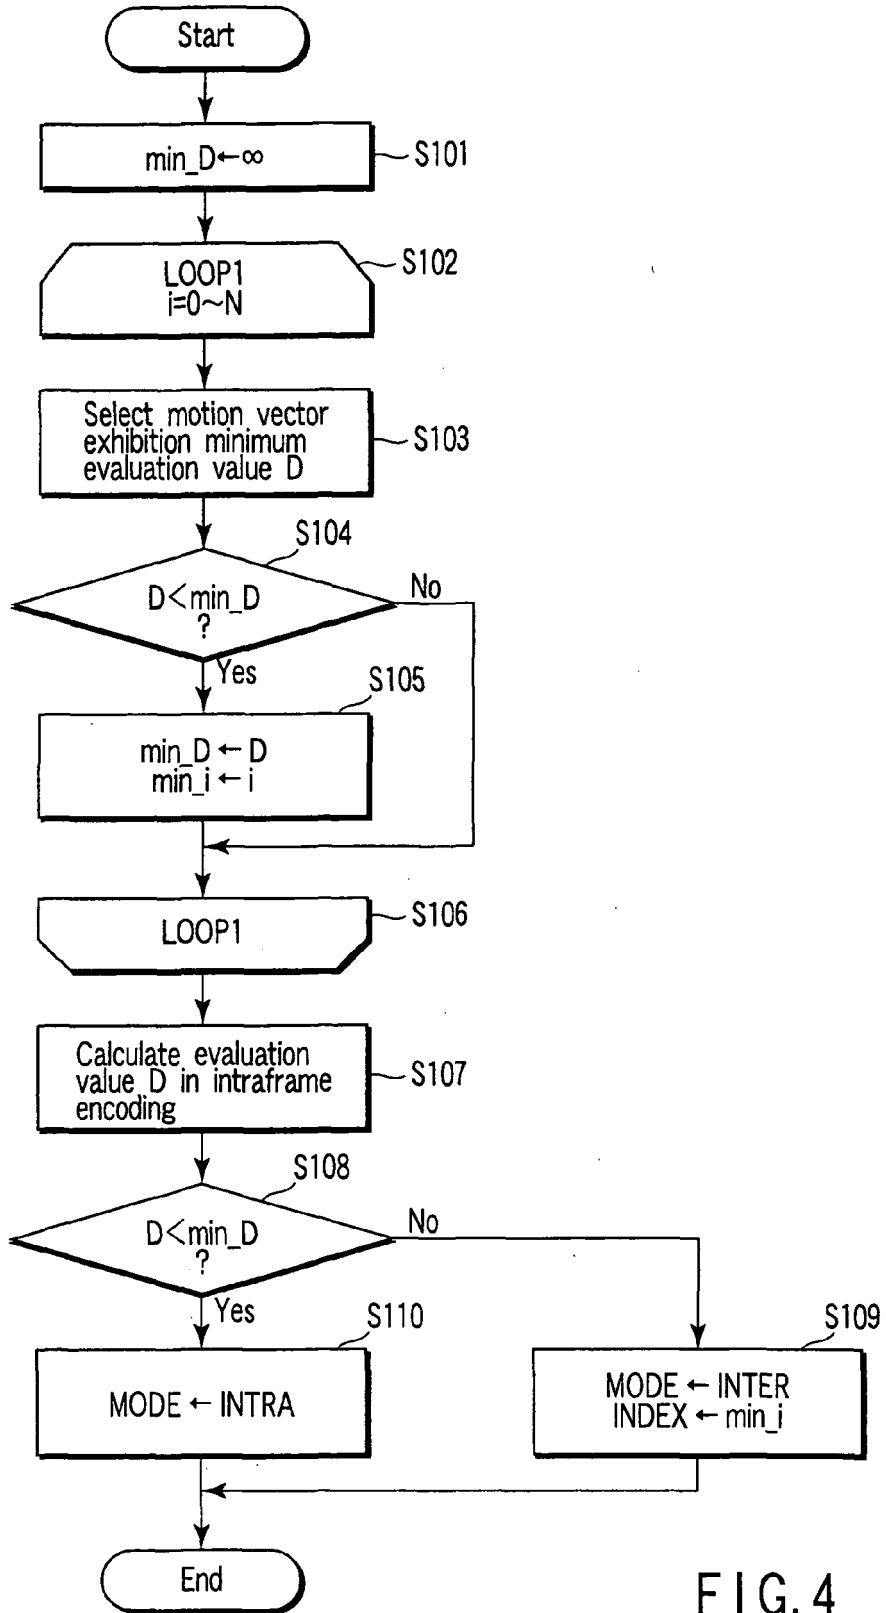 Start
min_D←∞
S101
LOOP1
i=0~N
S102
Select motion vector
exhibition minimum
evaluation value D
S103
S104
D<min_D
?
No
Yes
S105
min_D ← D
min_i ← i
LOOP1
S106
Calculate evaluation
value D in intraframe
encoding
S107
S108
D<min_D
?
No
Yes
S110
MODE ← INTRA
S109
MODE ← INTER
INDEX ← min_i
End
FIG. 4